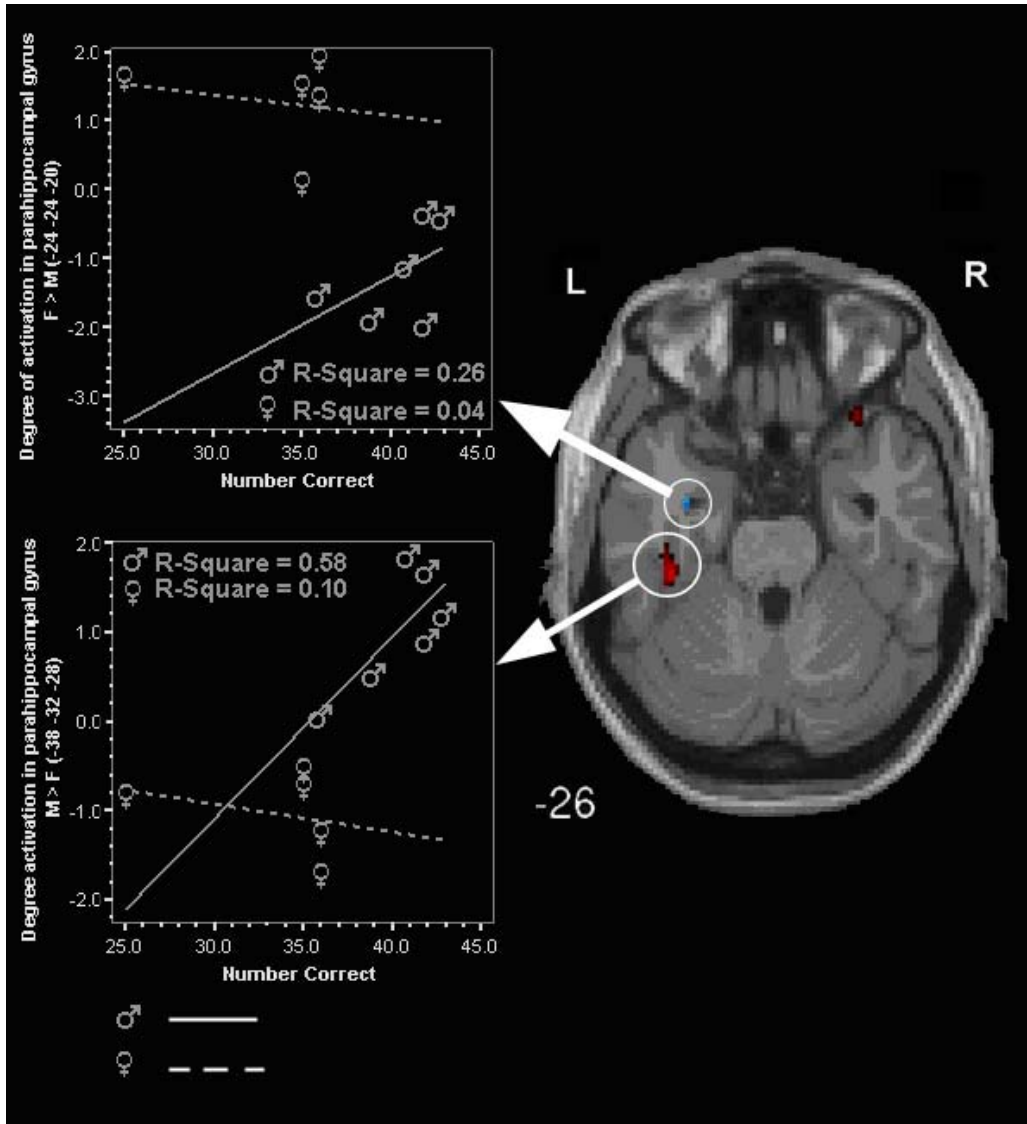 Degree of activation in parahippocampal gyrus
F > M (-24 -24 -20)
2.0
1.0
0.0
-1.0
-2.0
-3.0
♂ R-Square = 0.26
♀ R-Square = 0.04
25.0 30.0 35.0 40.0 45.0
Number Correct
L
R
Degree activation in parahippocampal gyrus
M > F (-38 -32 -28)
2.0
1.0
0.0
-1.0
-2.0
♂ R-Square = 0.58
♀ R-Square = 0.10
25.0 30.0 35.0 40.0 45.0
Number Correct
-26
♂
♀